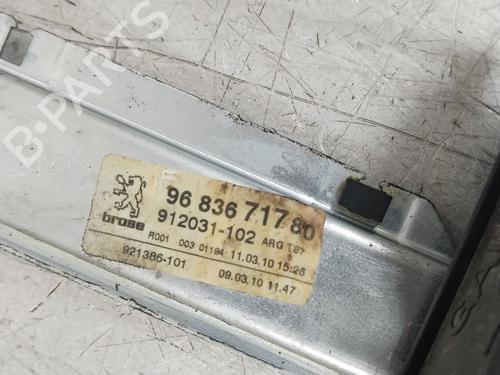 B-PARTS
96 836 717 80
brose
912031-102 ARG T87
R001 003 01184 11.03.10 15:26
921386-101 09.03.10 11.47